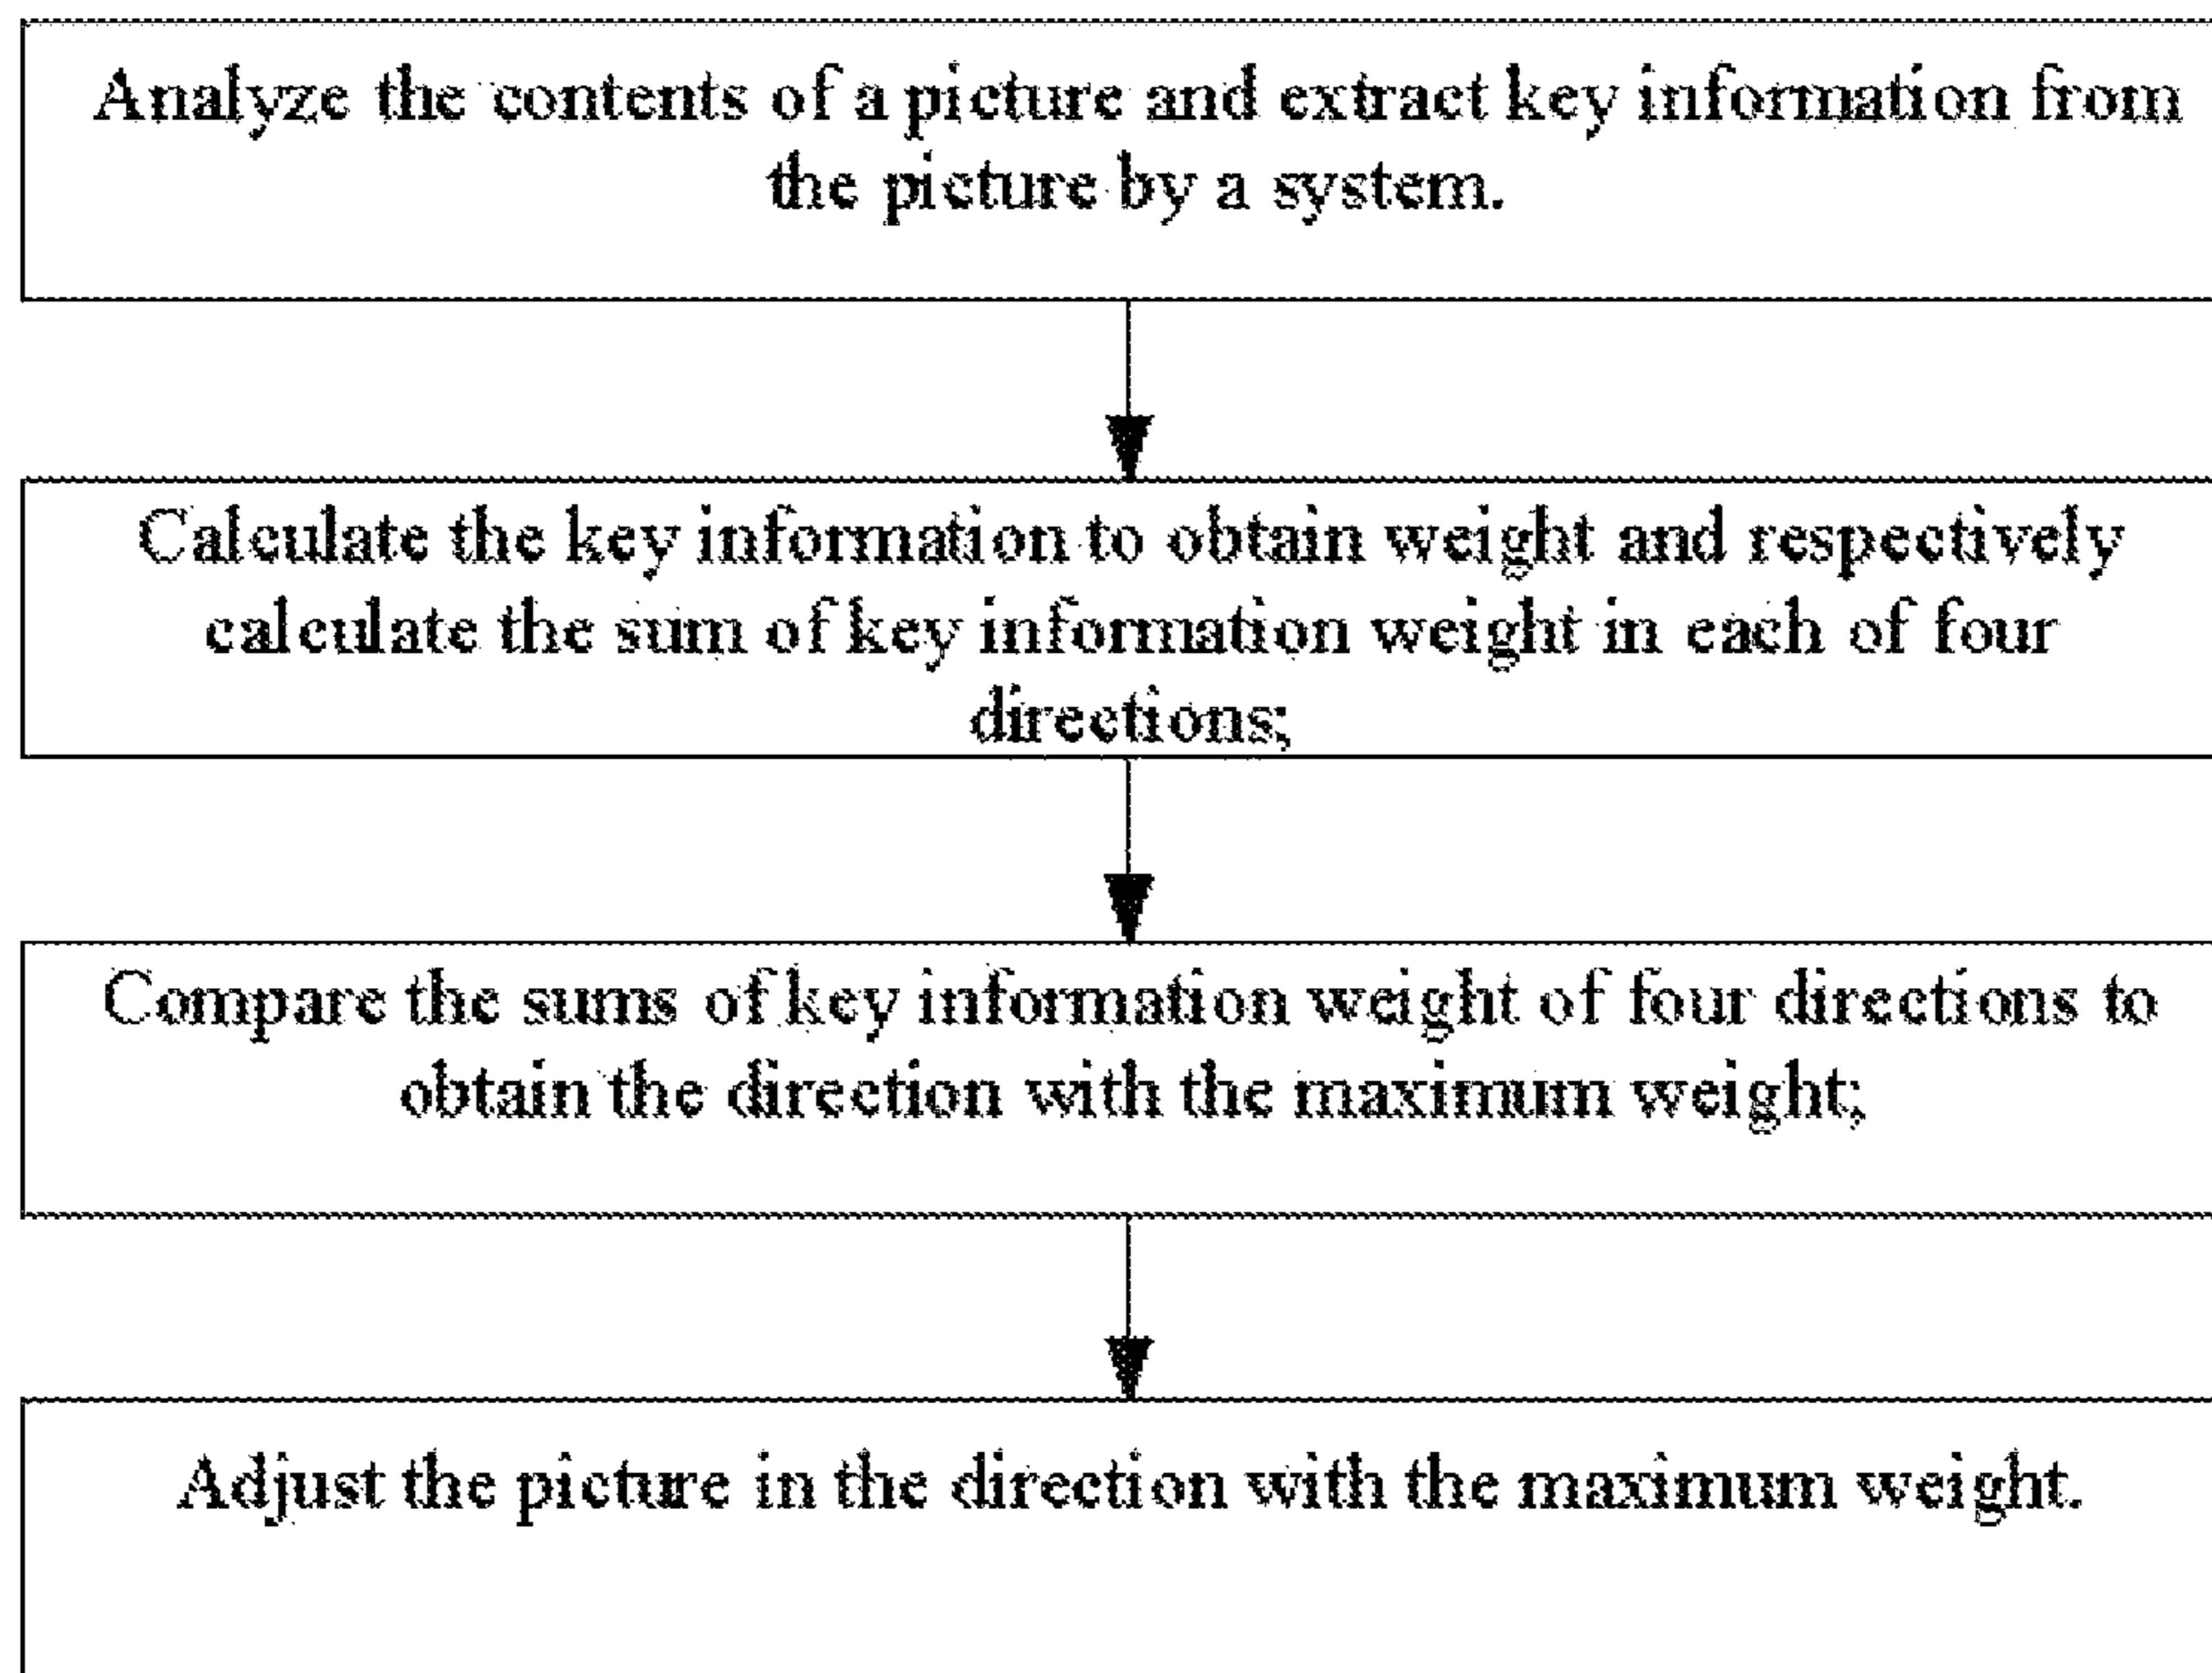 Analyze the contents of a picture and extract key information from
the picture by a system.
Calculate the key information to obtain weight and respectively
calculate the sum of key information weight in each of four
directions;
Compare the sums of key information weight of four directions to
obtain the direction with the maximum weight;
Adjust the picture in the direction with the maximum weight.